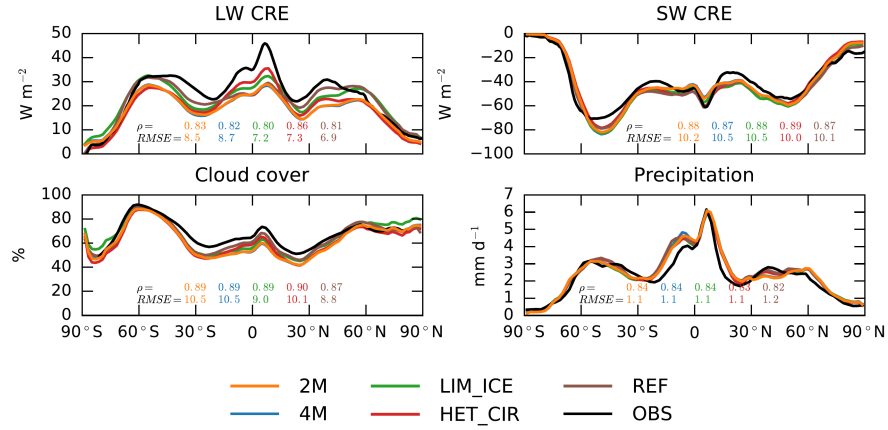 LW CRE
SW CRE
W m⁻²
50
40
30
20
10
0
ρ = 0.83 0.82 0.80 0.86 0.81
RMSE = 8.5 8.7 7.2 7.3 6.9
W m⁻²
0
−20
−40
−60
−80
−100
0.88 0.87 0.88 0.89 0.87
10.2 10.5 10.5 10.0 10.1
Cloud cover
Precipitation
%
100
80
60
40
20
0
ρ = 0.89 0.89 0.89 0.90 0.87
RMSE = 10.5 10.5 9.0 10.1 8.8
90°S 60°S 30°S 0 30°N 60°N 90°N
mm d⁻¹
7
6
5
4
3
2
1
0
ρ = 0.84 0.84 0.84 0.83 0.82
RMSE = 1.1 1.1 1.1 1.1 1.2
90°S 60°S 30°S 0 30°N 60°N 90°N
2M LIM_ICE REF
4M HET_CIR OBS